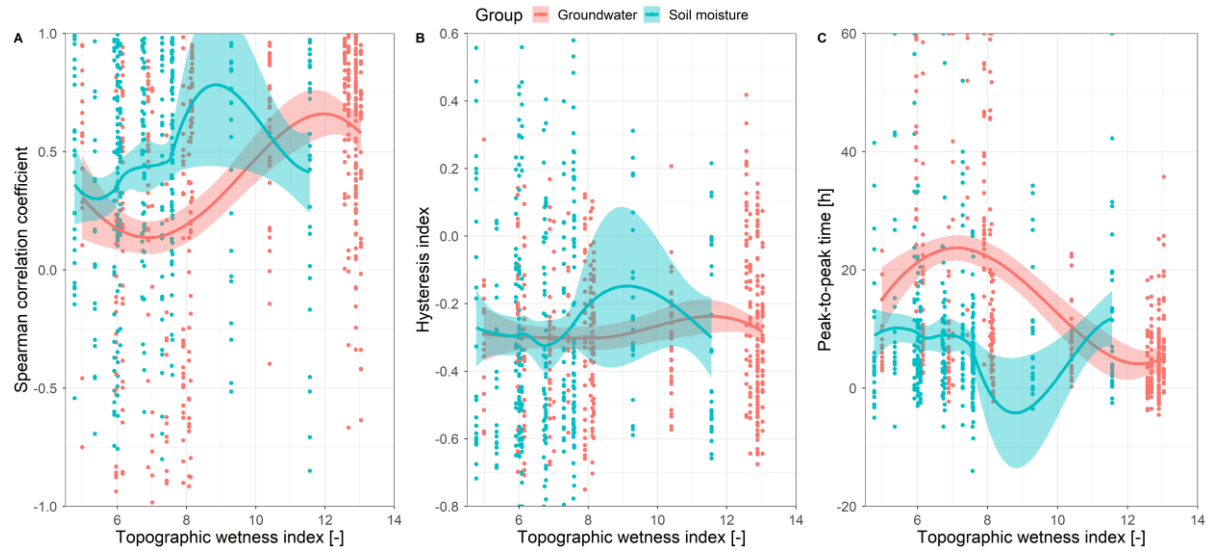 Group Groundwater Soil moisture
A
B
C
Spearman correlation coefficient
1.0
0.5
0.0
-0.5
-1.0
6 8 10 12 14
Topographic wetness index [-]
Hysteresis index
0.6
0.4
0.2
0.0
-0.2
-0.4
-0.6
-0.8
6 8 10 12 14
Topographic wetness index [-]
Peak-to-peak time [h]
60
40
20
0
-20
6 8 10 12 14
Topographic wetness index [-]